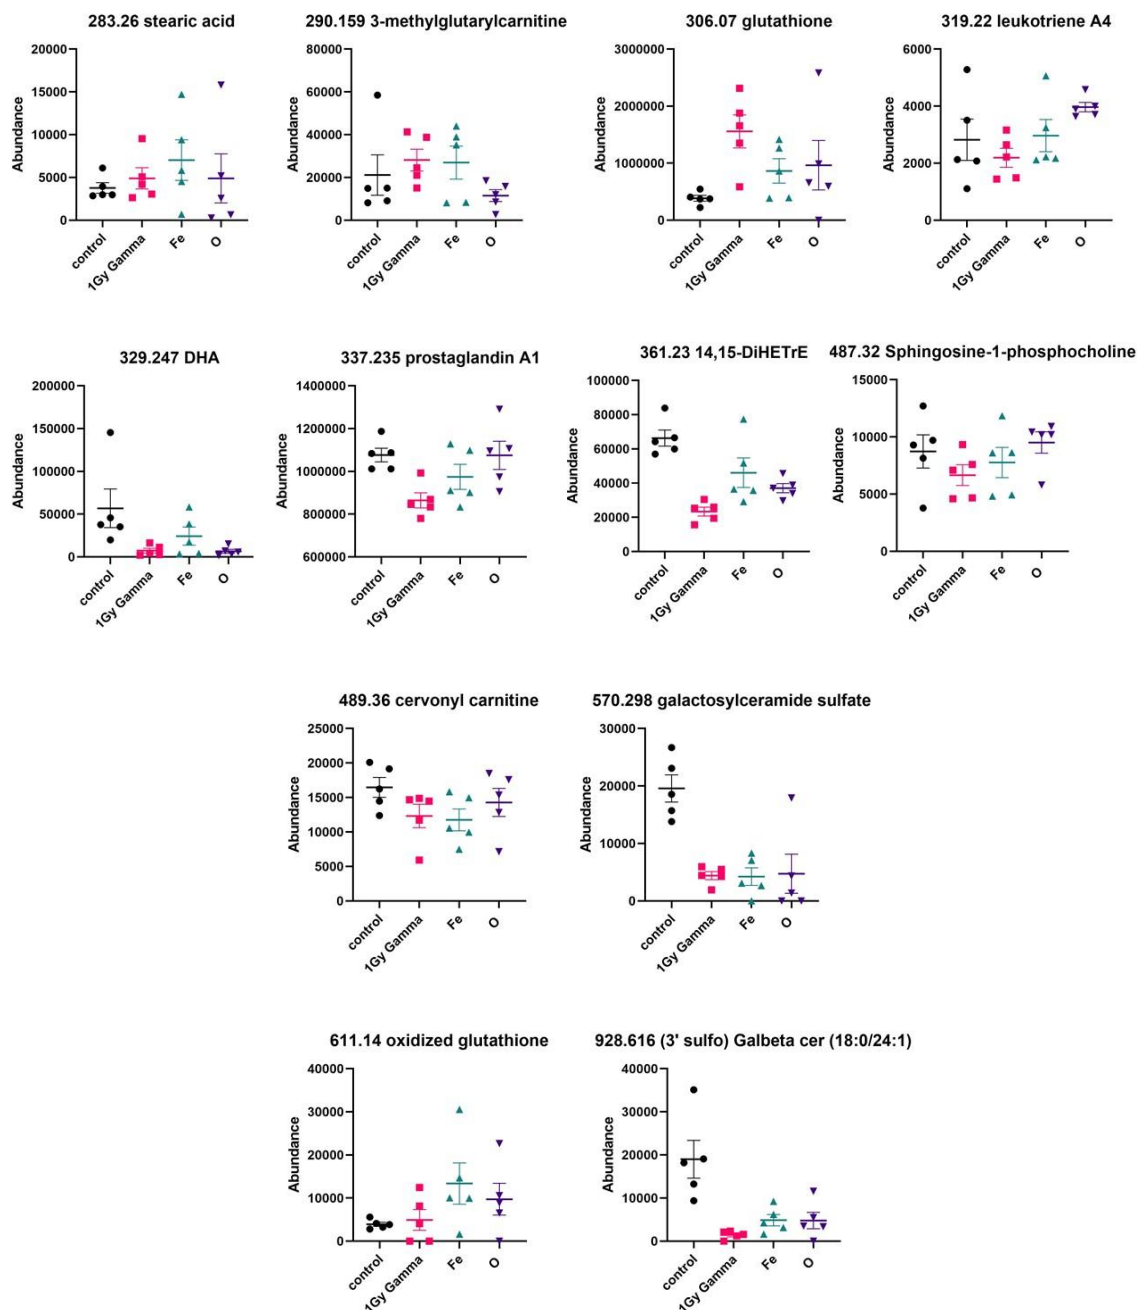 283.26 stearic acid
Abundance
20000
15000
10000
5000
0
control
1Gy Gamma
Fe
O
290.159 3-methylglutarylcarnitine
Abundance
80000
60000
40000
20000
0
control
1Gy Gamma
Fe
O
306.07 glutathione
Abundance
3000000
2000000
1000000
0
control
1Gy Gamma
Fe
O
319.22 leukotriene A4
Abundance
6000
4000
2000
0
control
1Gy Gamma
Fe
O
329.247 DHA
Abundance
200000
150000
100000
50000
0
control
1Gy Gamma
Fe
O
337.235 prostaglandin A1
Abundance
1400000
1200000
1000000
800000
600000
control
1Gy Gamma
Fe
O
361.23 14,15-DiHETrE
Abundance
100000
80000
60000
40000
20000
0
control
1Gy Gamma
Fe
O
487.32 Sphingosine-1-phosphocholine
Abundance
15000
10000
5000
0
control
1Gy Gamma
Fe
O
489.36 cervonyl carnitine
Abundance
25000
20000
15000
10000
5000
0
control
1Gy Gamma
Fe
O
570.298 galactosylceramide sulfate
Abundance
30000
20000
10000
0
control
1Gy Gamma
Fe
O
611.14 oxidized glutathione
Abundance
40000
30000
20000
10000
0
control
1Gy Gamma
Fe
O
928.616 (3' sulfo) Galbeta cer (18:0/24:1)
Abundance
40000
30000
20000
10000
0
control
1Gy Gamma
Fe
O